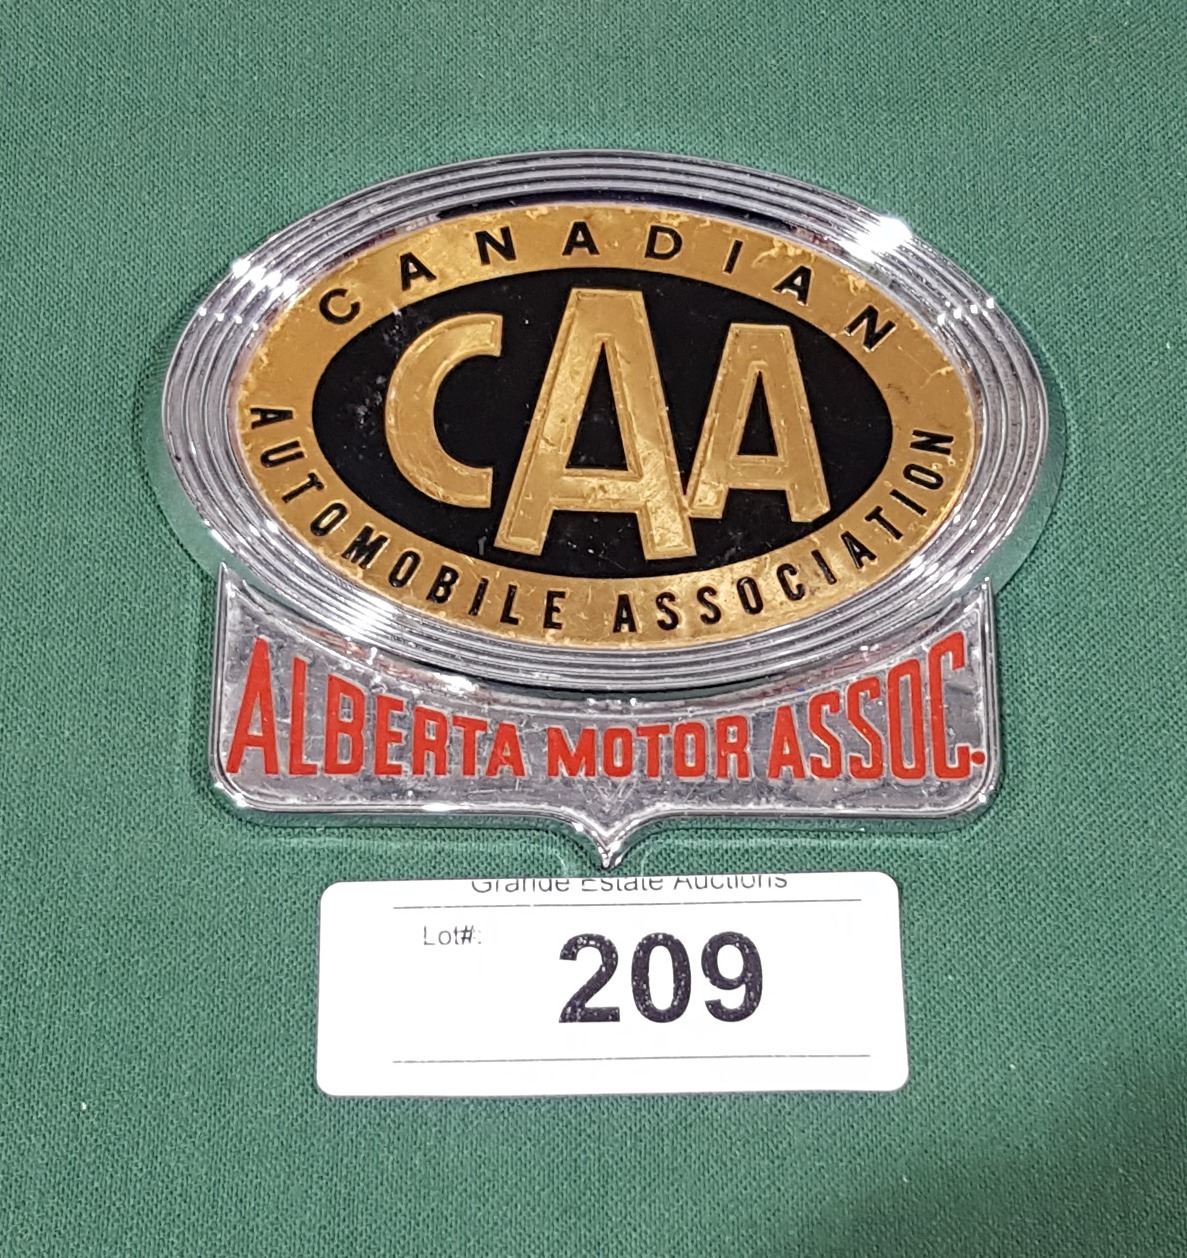 CANADIAN
CAA
AUTOMOBILE ASSOCIATION
ALBERTA MOTOR ASSOC.
Grande Estate Auctions
Lot#:
209